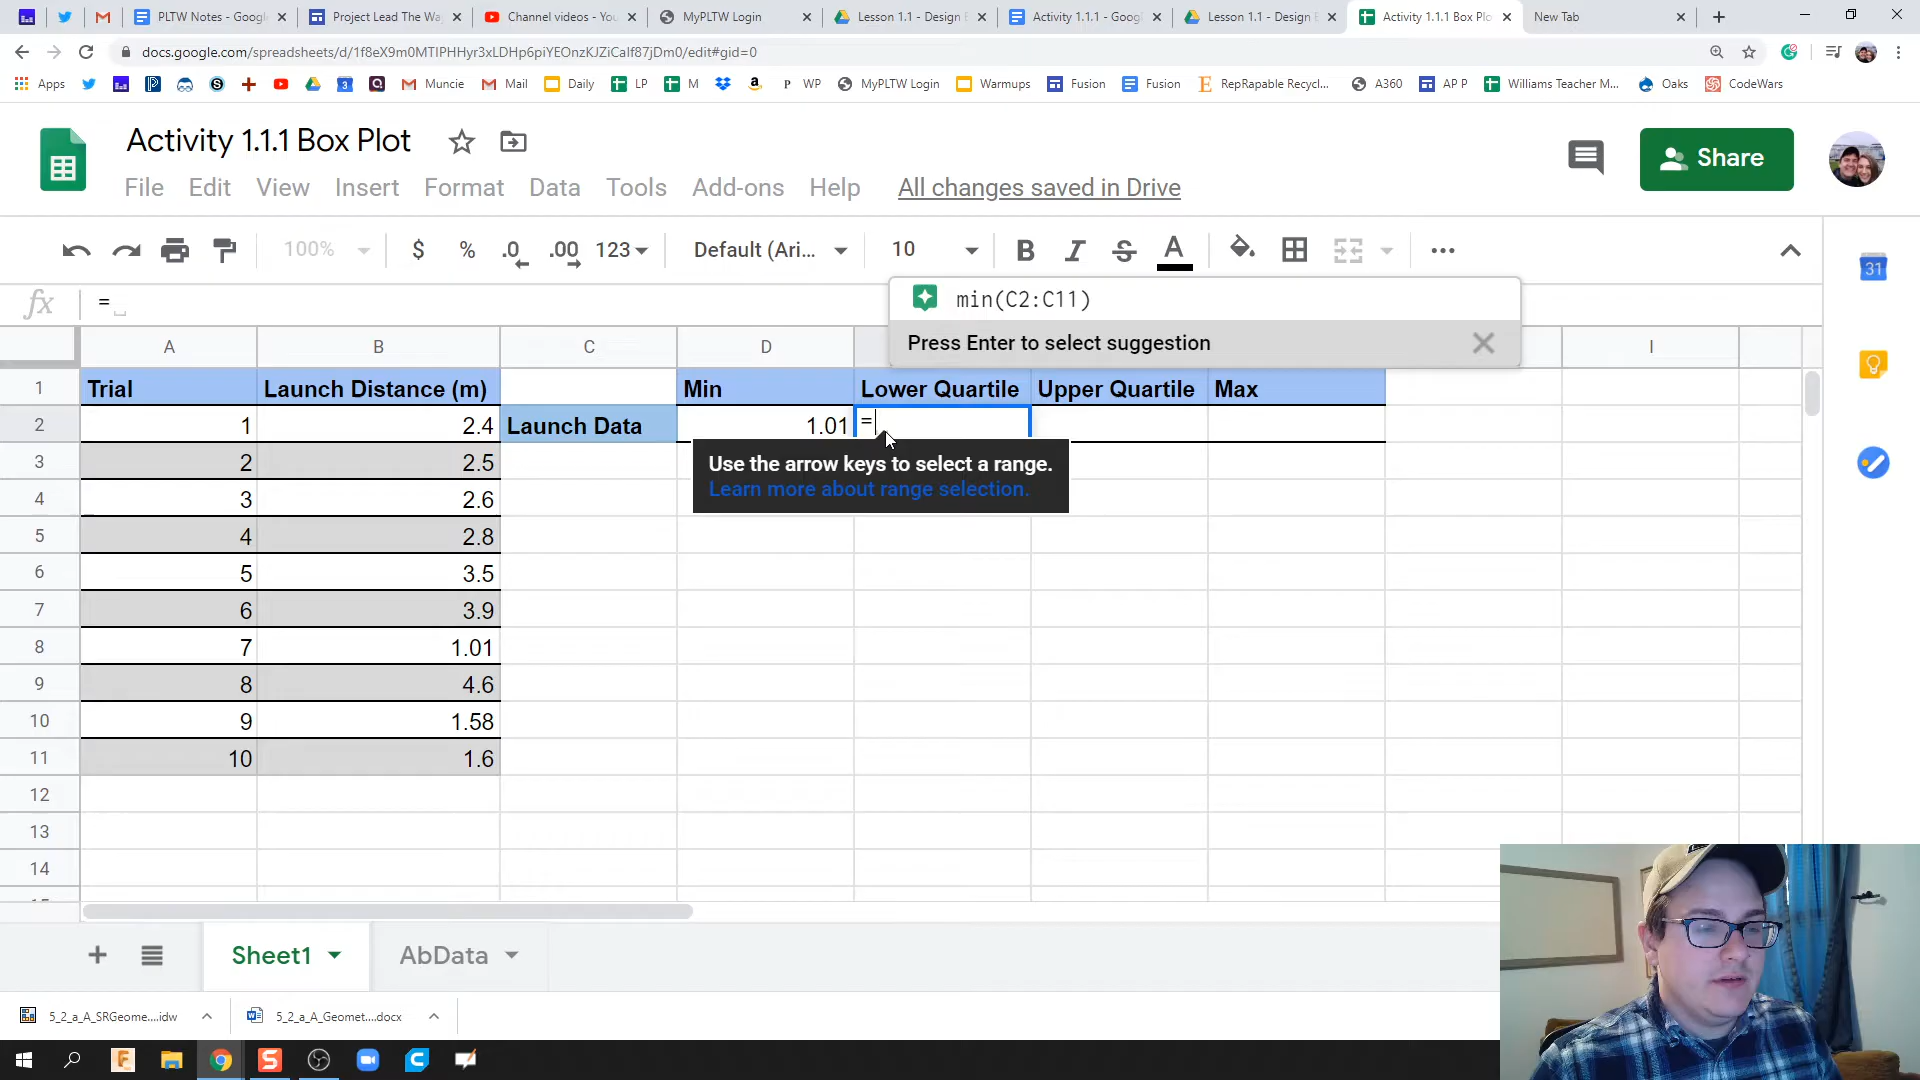 PLTW Notes - Google
Project Lead The Way
Channel videos - You
MyPLTW Login
Lesson 1.1 - Design E
Activity 1.1.1 - Goog
Lesson 1.1 - Design E
Activity 1.1.1 Box Plo
New Tab
docs.google.com/spreadsheets/d/1f8eX9m0MTIPHHyr3xLDHp6piYEOnzKJZiCaIf87jDm0/edit#gid=0
Apps
Muncie
Mail
Daily
LP
M
WP
MyPLTW Login
Warmups
Fusion
Fusion
RepRapable Recycl...
A360
AP P
Williams Teacher M...
Oaks
CodeWars
Activity 1.1.1 Box Plot
File Edit View Insert Format Data Tools Add-ons Help All changes saved in Drive
Share
31
100% $ % .0 .00 123 Default (Ari... 10 B I S A
fx =
min(C2:C11)
Press Enter to select suggestion
A B C D I
1 Trial Launch Distance (m) Min Lower Quartile Upper Quartile Max
2 1 2.4 Launch Data 1.01 =
Use the arrow keys to select a range.
Learn more about range selection.
3 2 2.5
4 3 2.6
5 4 2.8
6 5 3.5
7 6 3.9
8 7 1.01
9 8 4.6
10 9 1.58
11 10 1.6
12
13
14
Sheet1 AbData
5_2_a_A_SRGeome....idw
5_2_a_A_Geomet....docx